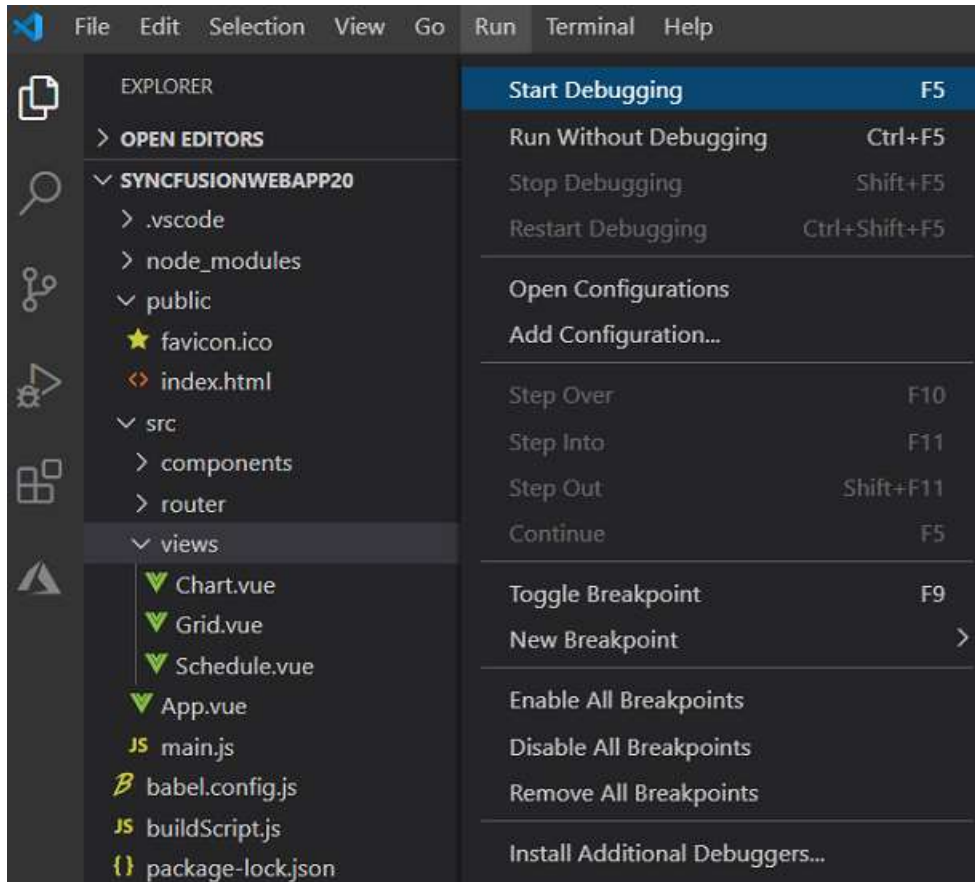 File Edit Selection View Go Run Terminal Help
EXPLORER
OPEN EDITORS
SYNCFUSIONWEBAPP20
.vscode
node_modules
public
favicon.ico
<> index.html
src
components
router
views
Chart.vue
Grid.vue
Schedule.vue
App.vue
JS main.js
B babel.config.js
JS buildScript.js
{} package-lock.json
Start Debugging F5
Run Without Debugging Ctrl+F5
Stop Debugging Shift+F5
Restart Debugging Ctrl+Shift+F5
Open Configurations
Add Configuration...
Step Over F10
Step Into F11
Step Out Shift+F11
Continue F5
Toggle Breakpoint F9
New Breakpoint
Enable All Breakpoints
Disable All Breakpoints
Remove All Breakpoints
Install Additional Debuggers...